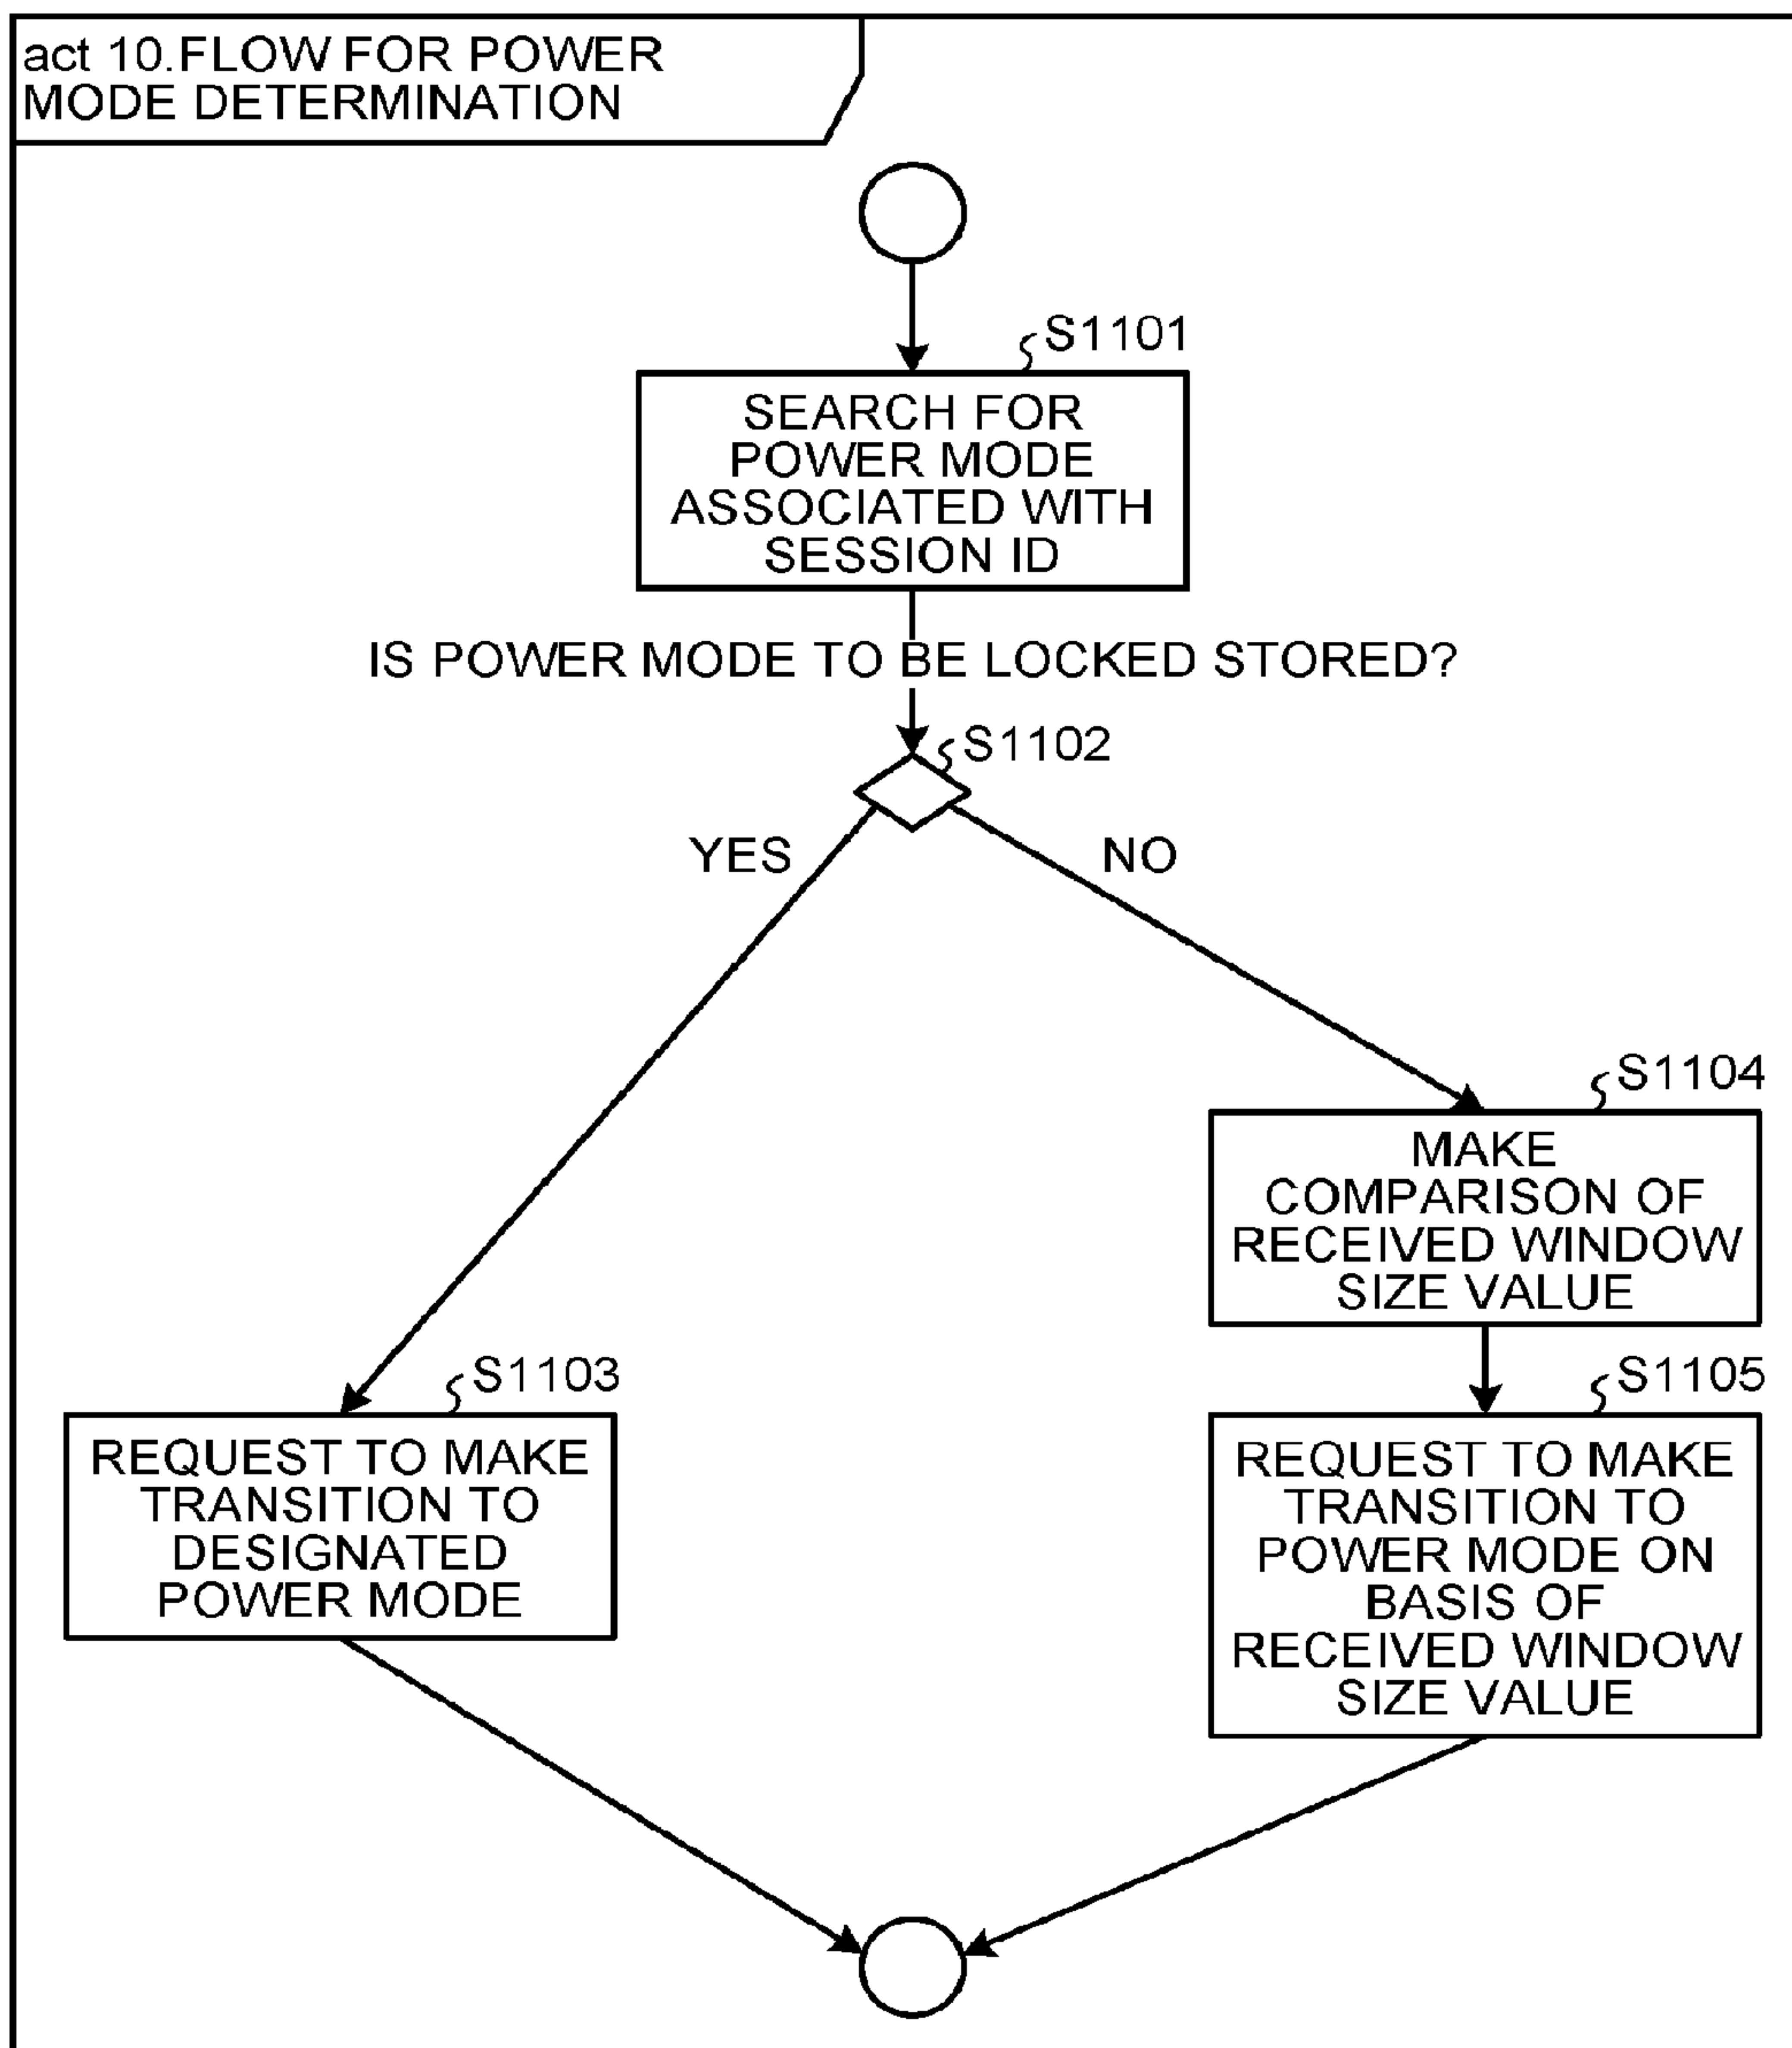 act 10.FLOW FOR POWER
MODE DETERMINATION
S1101
SEARCH FOR
POWER MODE
ASSOCIATED WITH
SESSION ID
IS POWER MODE TO BE LOCKED STORED?
S1102
YES
NO
S1104
MAKE
COMPARISON OF
RECEIVED WINDOW
SIZE VALUE
S1103
REQUEST TO MAKE
TRANSITION TO
DESIGNATED
POWER MODE
S1105
REQUEST TO MAKE
TRANSITION TO
POWER MODE ON
BASIS OF
RECEIVED WINDOW
SIZE VALUE